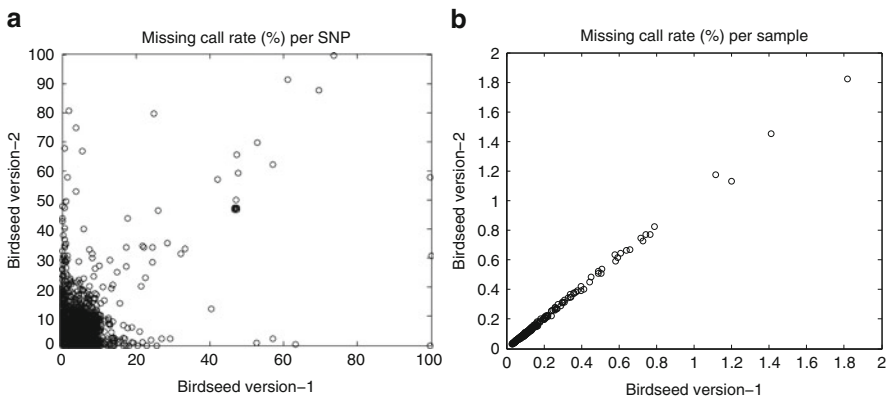 a
Missing call rate (%) per SNP
100
90
80
70
60
50
40
30
20
10
0
0 20 40 60 80 100
Birdseed version−2
Birdseed version−1
b
Missing call rate (%) per sample
2
1.8
1.6
1.4
1.2
1
0.8
0.6
0.4
0.2
0
0 0.2 0.4 0.6 0.8 1 1.2 1.4 1.6 1.8 2
Birdseed version−2
Birdseed version−1